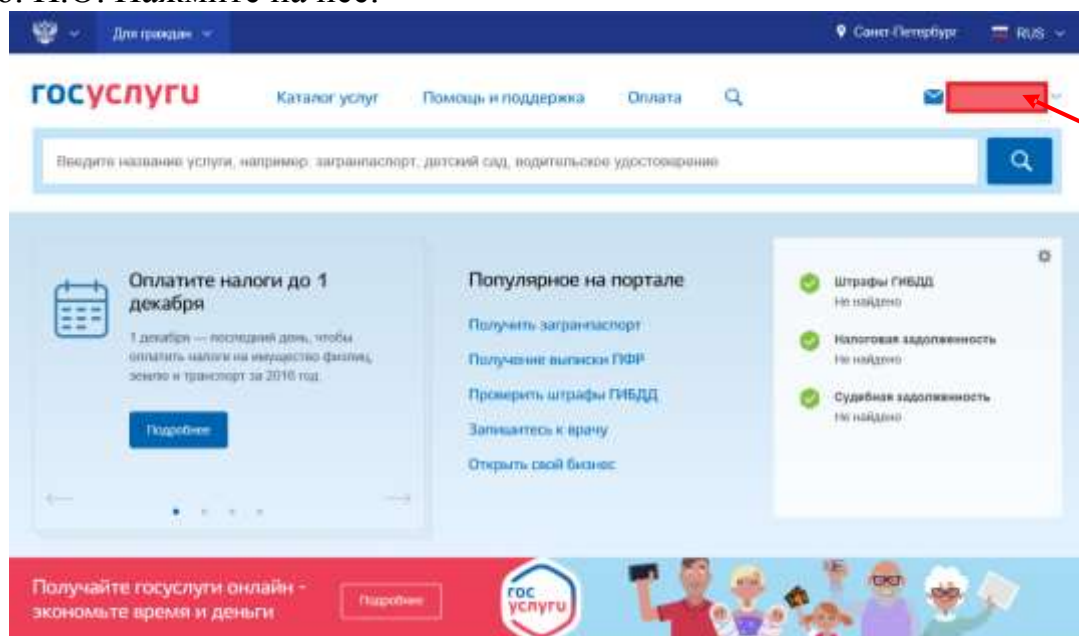 Нажмите на нее.
Для граждан
Санкт-Петербург
RUS
госуслуги
Каталог услуг
Помощь и поддержка
Оплата
Введите название услуги, например: загранпаспорт, детский сад, водительское удостоверение
Оплатите налоги до 1
декабря
1 декабря — последний день, чтобы
оплатить налоги на имущество физлиц,
землю и транспорт за 2016 год
Подробнее
Популярное на портале
Получить загранпаспорт
Получение выписки ПФР
Проверить штрафы ГИБДД
Запишитесь к врачу
Открыть свой бизнес
Штрафы ГИБДД
Не найдено
Налоговая задолженность
Не найдено
Судебная задолженность
Не найдено
Получайте госуслуги онлайн -
экономьте время и деньги
Подробнее
гос
услуги